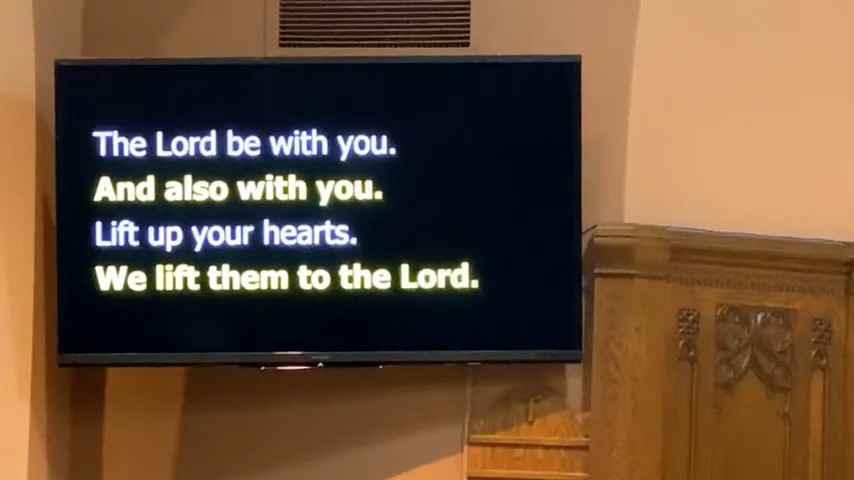 The Lord be with you.
And also with you.
Lift up your hearts.
We lift them to the Lord.